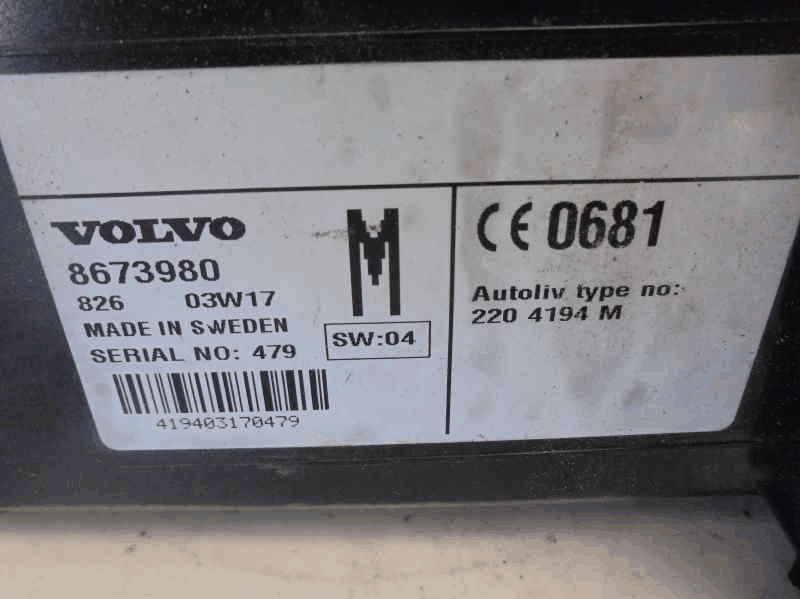 VOLVO
8673980
826 03W17
MADE IN SWEDEN
SERIAL NO: 479
SW:04
419403170479
M
CE 0681
Autoliv type no:
220 4194 M